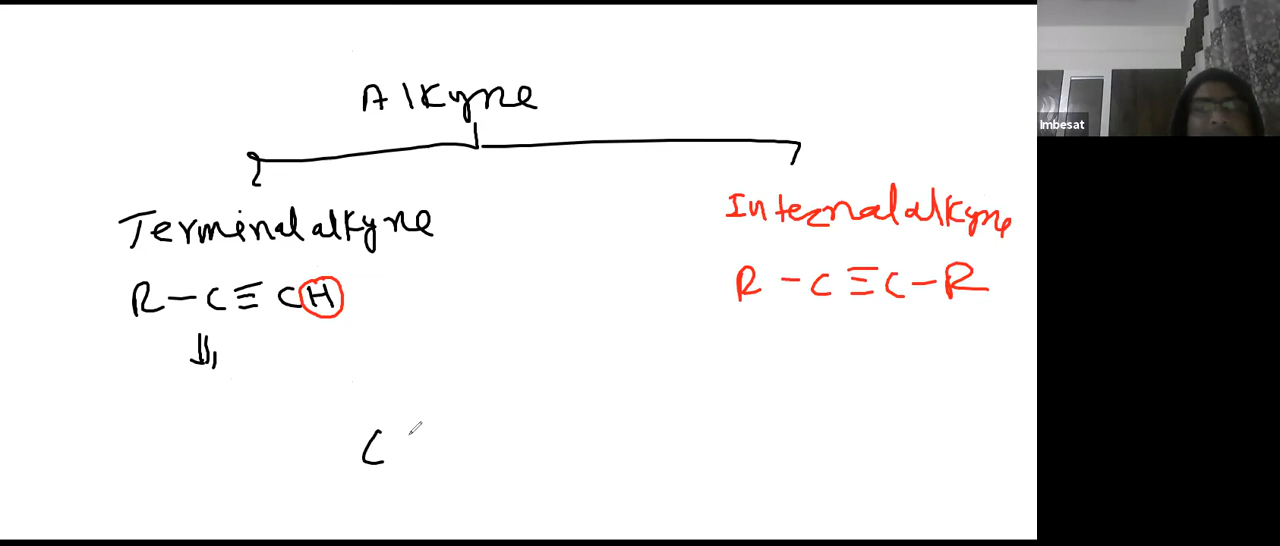 Alkyne
Imbesat
Terminal alkyne
Internal alkyne
R - C ≡ CH
R - C ≡ C - R
C